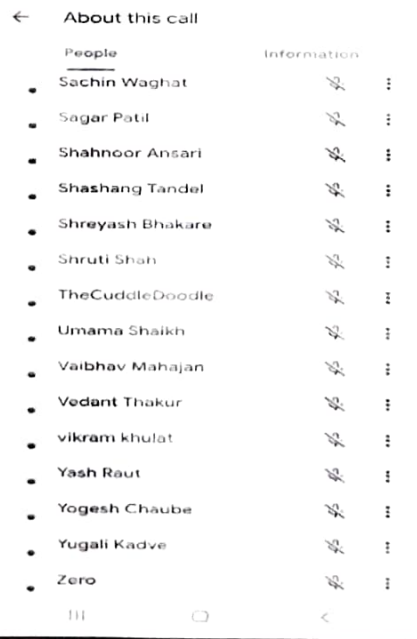 About this call
People Information
Sachin Waghat
Sagar Patil
Shahnoor Ansari
Shashang Tandel
Shreyash Bhakare
Shruti Shah
TheCuddleDoodle
Umama Shaikh
Vaibhav Mahajan
Vedant Thakur
vikram khulat
Yash Raut
Yogesh Chaube
Yugali Kadve
Zero